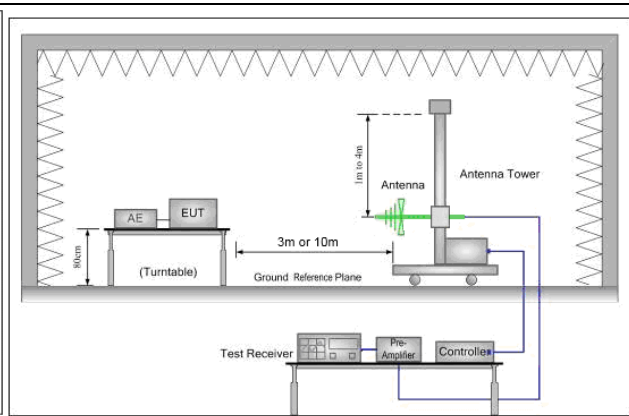 1m to 4m
Antenna
Antenna Tower
AE
EUT
80cm
(Turntable)
3m or 10m
Ground Reference Plane
Test Receiver
Pre-
Amplifier
Controller